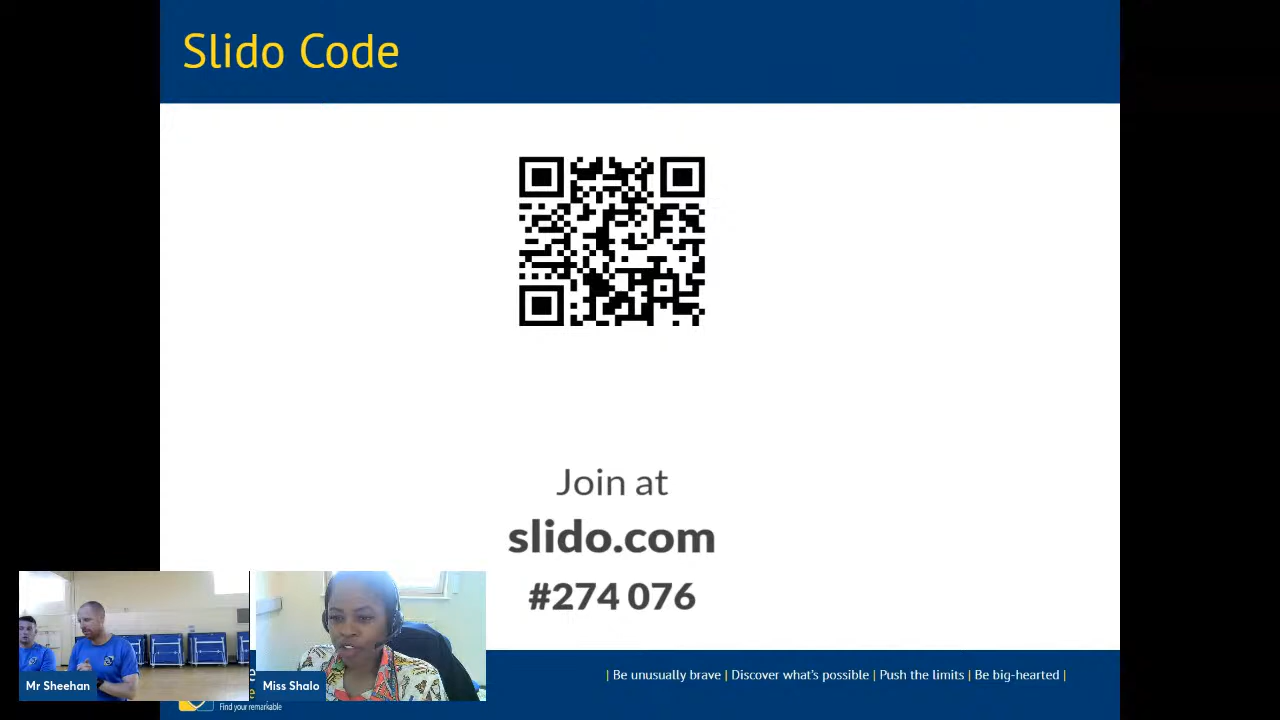 Slido Code
Join at
slido.com
#274 076
Mr Sheehan
Miss Shalo
Find your remarkable
| Be unusually brave | Discover what's possible | Push the limits | Be big-hearted |